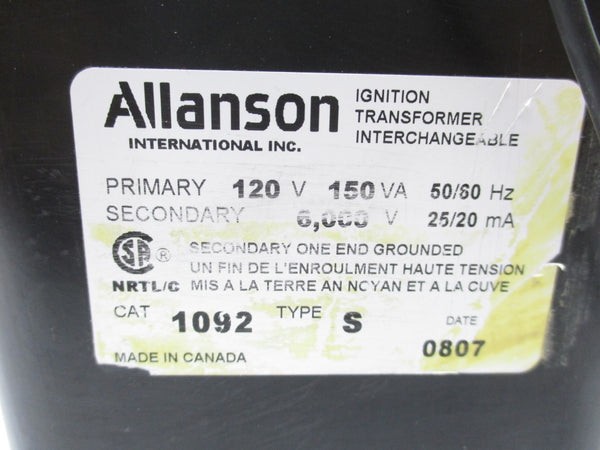 Allanson
INTERNATIONAL INC.
IGNITION
TRANSFORMER
INTERCHANGEABLE
PRIMARY 120 V 150 VA 50/60 Hz
SECONDARY 6,000 V 25/20 mA
SECONDARY ONE END GROUNDED
UN FIN DE L'ENROULMENT HAUTE TENSION
MIS A LA TERRE AN NCYAN ET A LA CUVE
SA ®
NRTL/C
CAT 1092 TYPE S
DATE
0807
MADE IN CANADA